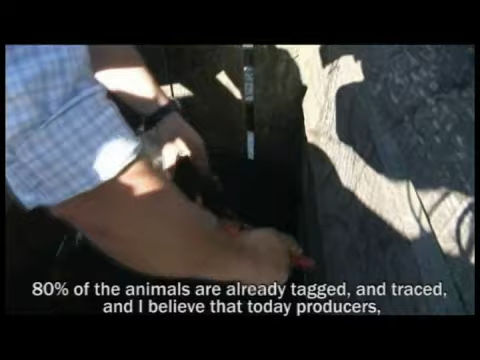 80% of the animals are already tagged, and traced,
and I believe that today producers,